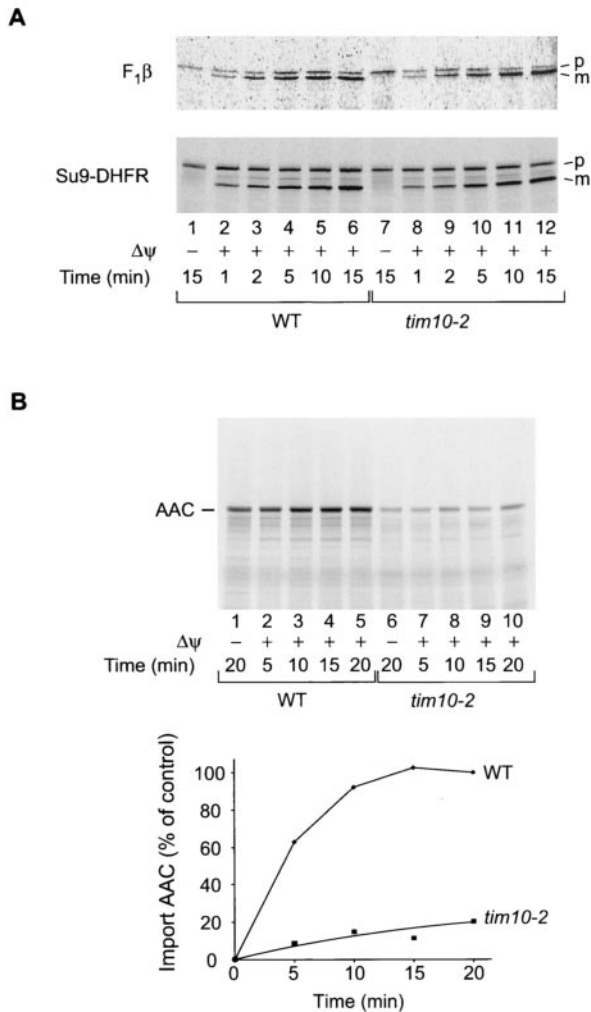 A
F₁β
p
m
Su9-DHFR
p
m
1 2 3 4 5 6 7 8 9 10 11 12
Δψ − + + + + + − + + + + +
Time (min) 15 1 2 5 10 15 15 1 2 5 10 15
WT tim10-2
B
AAC
1 2 3 4 5 6 7 8 9 10
Δψ − + + + + − + + + +
Time (min) 20 5 10 15 20 20 5 10 15 20
WT tim10-2
Import AAC (% of control)
100
80
60
40
20
0
WT
tim10-2
0 5 10 15 20
Time (min)